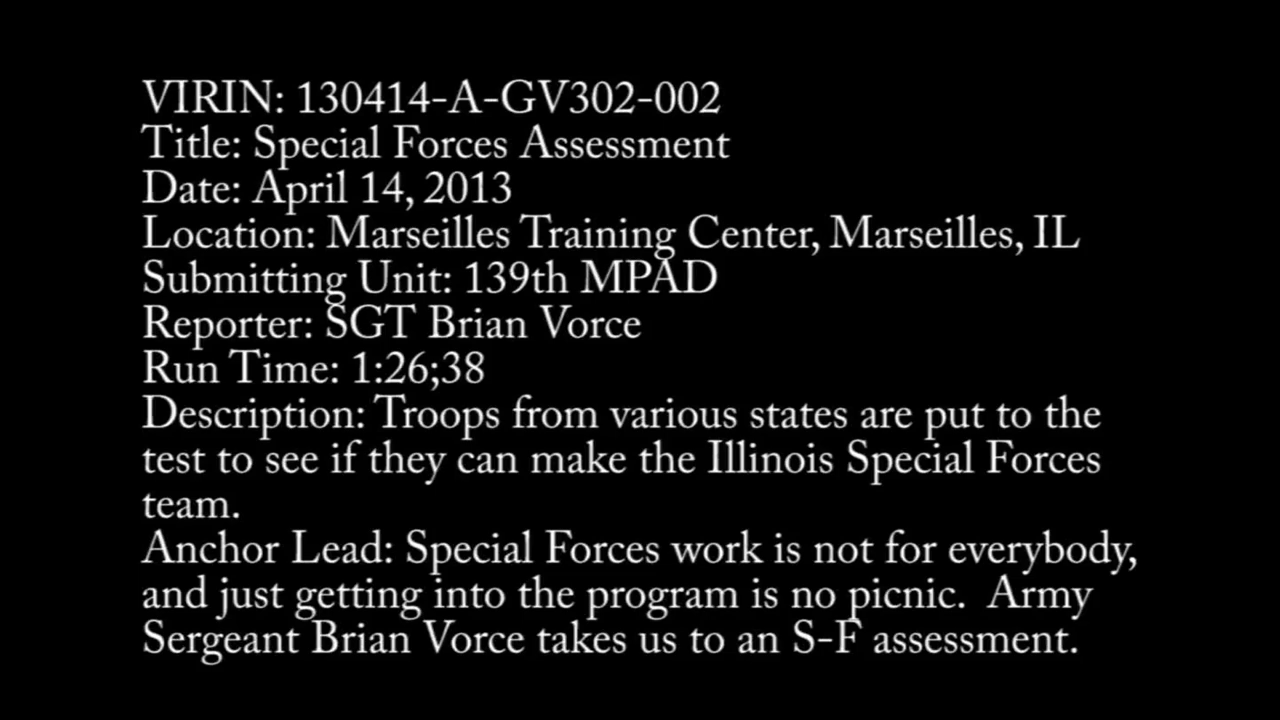 VIRIN: 130414-A-GV302-002
Title: Special Forces Assessment
Date: April 14, 2013
Location: Marseilles Training Center, Marseilles, IL
Submitting Unit: 139th MPAD
Reporter: SGT Brian Vorce
Run Time: 1:26;38
Description: Troops from various states are put to the
test to see if they can make the Illinois Special Forces
team.
Anchor Lead: Special Forces work is not for everybody,
and just getting into the program is no picnic.  Army
Sergeant Brian Vorce takes us to an S-F assessment.